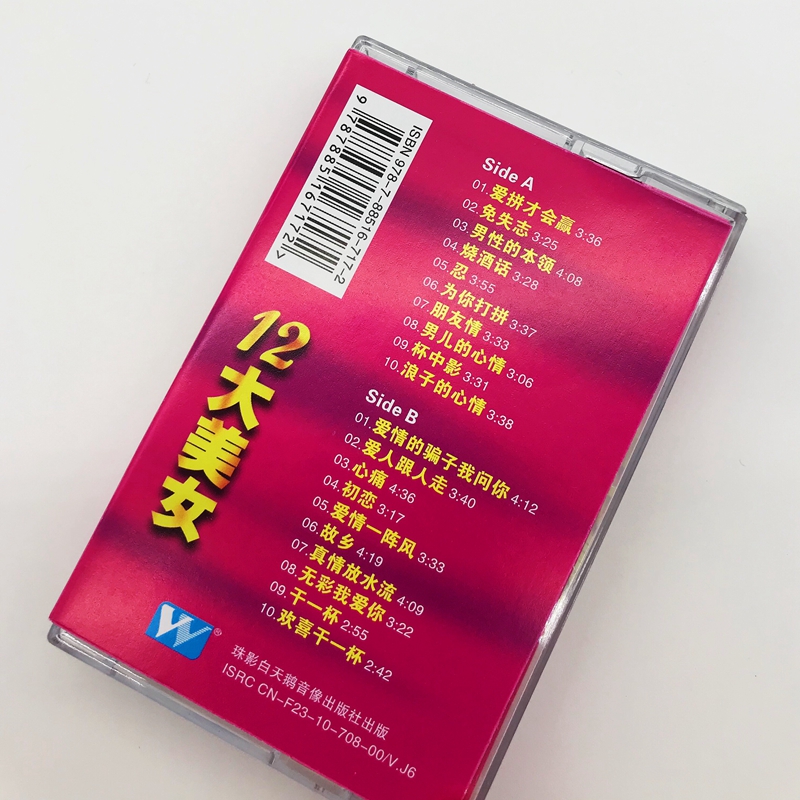 ISBN 978-7-88516-717-2
9 787885 167172 >
12大美女
Side A
01.爱拼才会赢 3:36
02.免失志 3:25
03.男性的本领 4:08
04.烧酒话 3:28
05.忍 3:55
06.为你打拼 3:37
07.朋友情 3:33
08.男儿的心情 3:06
09.杯中影 3:31
10.浪子的心情 3:38
Side B
01.爱情的骗子我问你 4:12
02.爱人跟人走 3:40
03.心痛 4:36
04.初恋 3:17
05.爱情一阵风 3:33
06.故乡 4:19
07.真情放水流 4:09
08.无彩我爱你 3:22
09.干一杯 2:55
10.欢喜干一杯 2:42
W®
珠影白天鹅音像出版社出版
ISRC CN-F23-10-708-00/V.J6